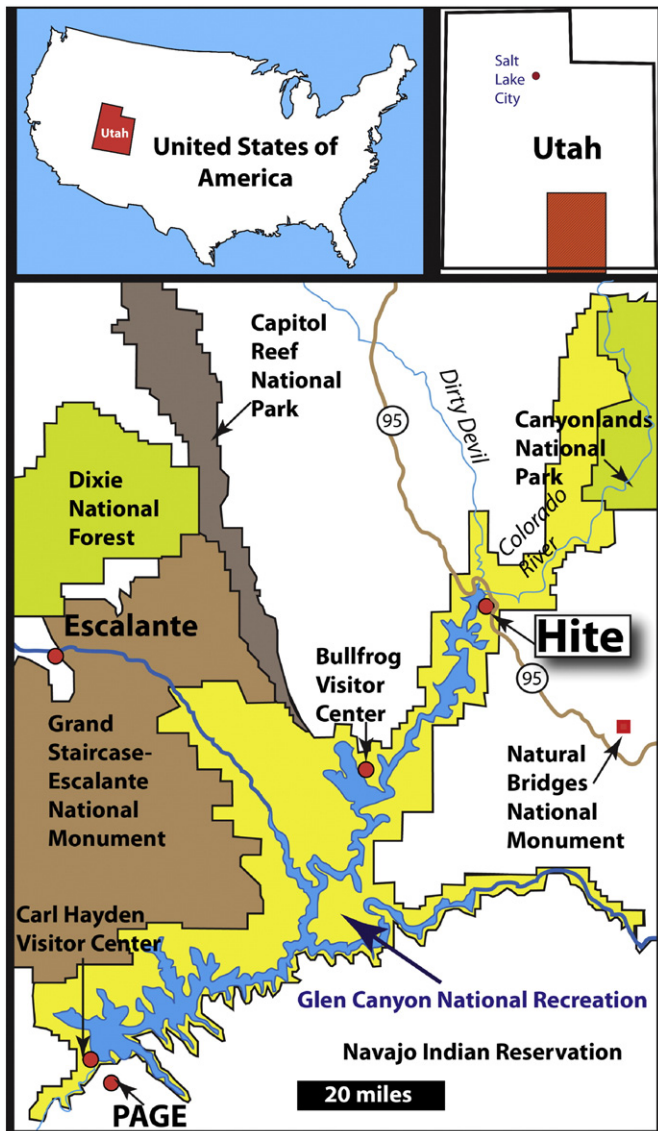 Utah
United States of
America
Salt
Lake
City
Utah
Capitol
Reef
National
Park
95
Dirty Devil
Canyonlands
National
Park
Dixie
National
Forest
Colorado
River
Escalante
Hite
Bullfrog
Visitor
Center
95
Grand
Staircase-
Escalante
National
Monument
Natural
Bridges
National
Monument
Carl Hayden
Visitor Center
Glen Canyon National Recreation
Navajo Indian Reservation
20 miles
PAGE